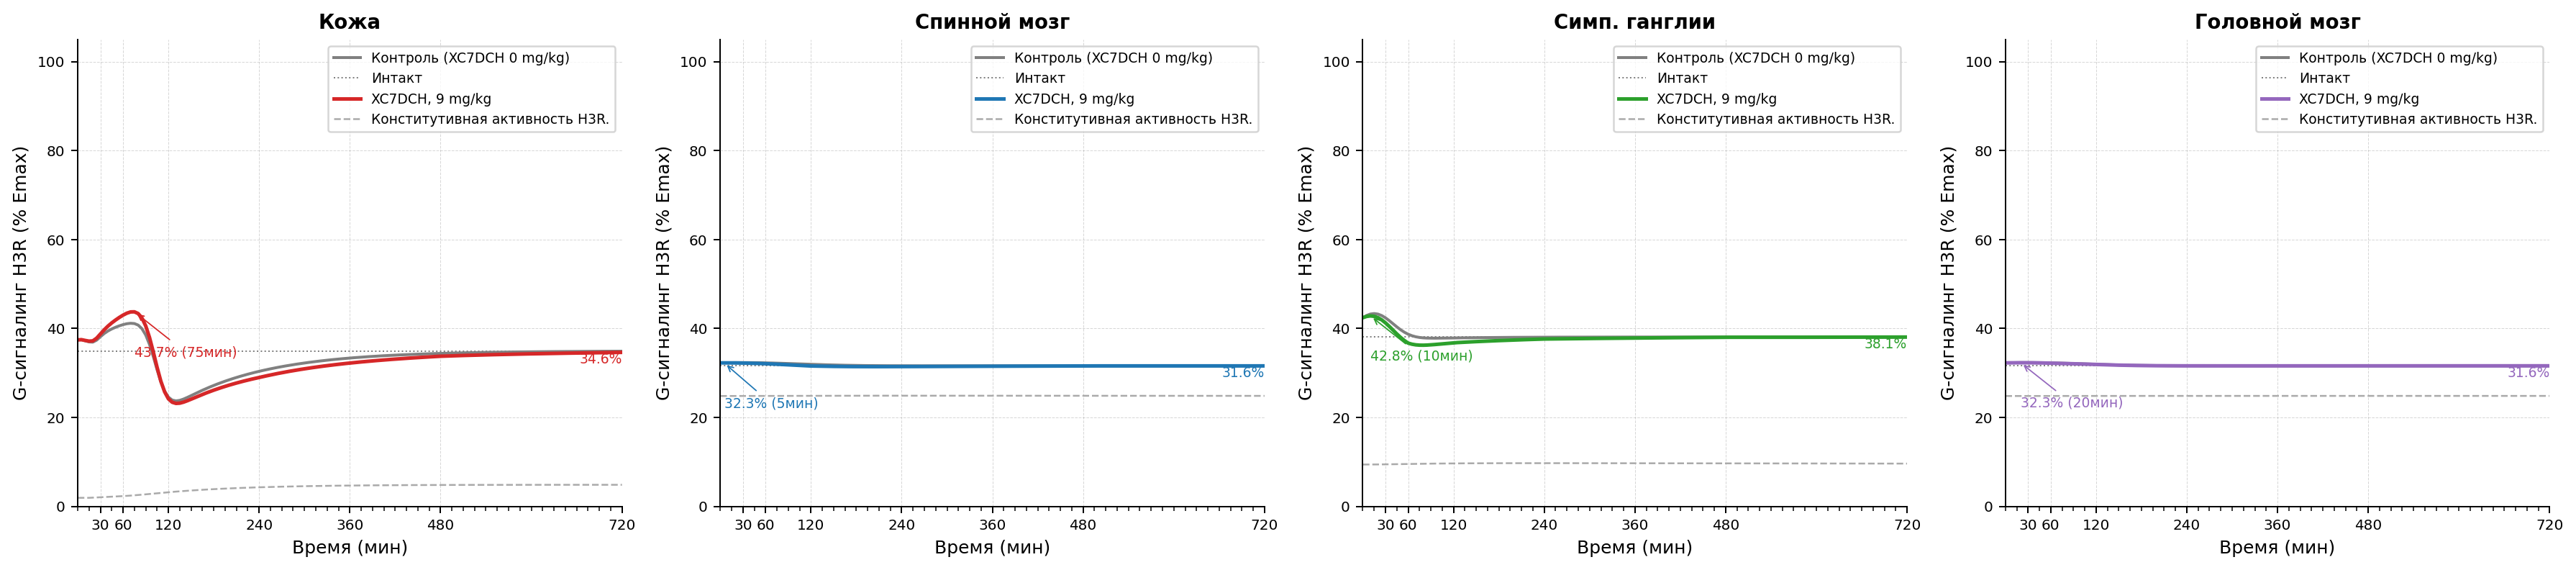 Кожа
G-сигналинг H3R (% Emax)
100
80
60
40
20
0
Контроль (XC7DCH 0 mg/kg)
Интакт
XC7DCH, 9 mg/kg
Конститутивная активность H3R.
43.7% (75мин)
34.6%
30 60 120 240 360 480 720
Время (мин)
Спинной мозг
G-сигналинг H3R (% Emax)
100
80
60
40
20
0
Контроль (XC7DCH 0 mg/kg)
Интакт
XC7DCH, 9 mg/kg
Конститутивная активность H3R.
31.6%
32.3% (5мин)
30 60 120 240 360 480 720
Время (мин)
Симп. ганглии
G-сигналинг H3R (% Emax)
100
80
60
40
20
0
Контроль (XC7DCH 0 mg/kg)
Интакт
XC7DCH, 9 mg/kg
Конститутивная активность H3R.
38.1%
42.8% (10мин)
30 60 120 240 360 480 720
Время (мин)
Головной мозг
G-сигналинг H3R (% Emax)
100
80
60
40
20
0
Контроль (XC7DCH 0 mg/kg)
Интакт
XC7DCH, 9 mg/kg
Конститутивная активность H3R.
31.6%
32.3% (20мин)
30 60 120 240 360 480 720
Время (мин)